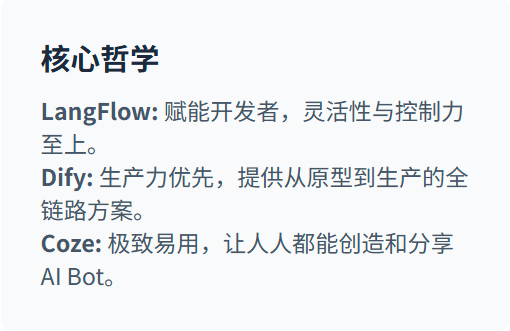 核心哲学
LangFlow: 赋能开发者，灵活性与控制力
至上。
Dify: 生产力优先，提供从原型到生产的全
链路方案。
Coze: 极致易用，让人人都能创造和分享
AI Bot。